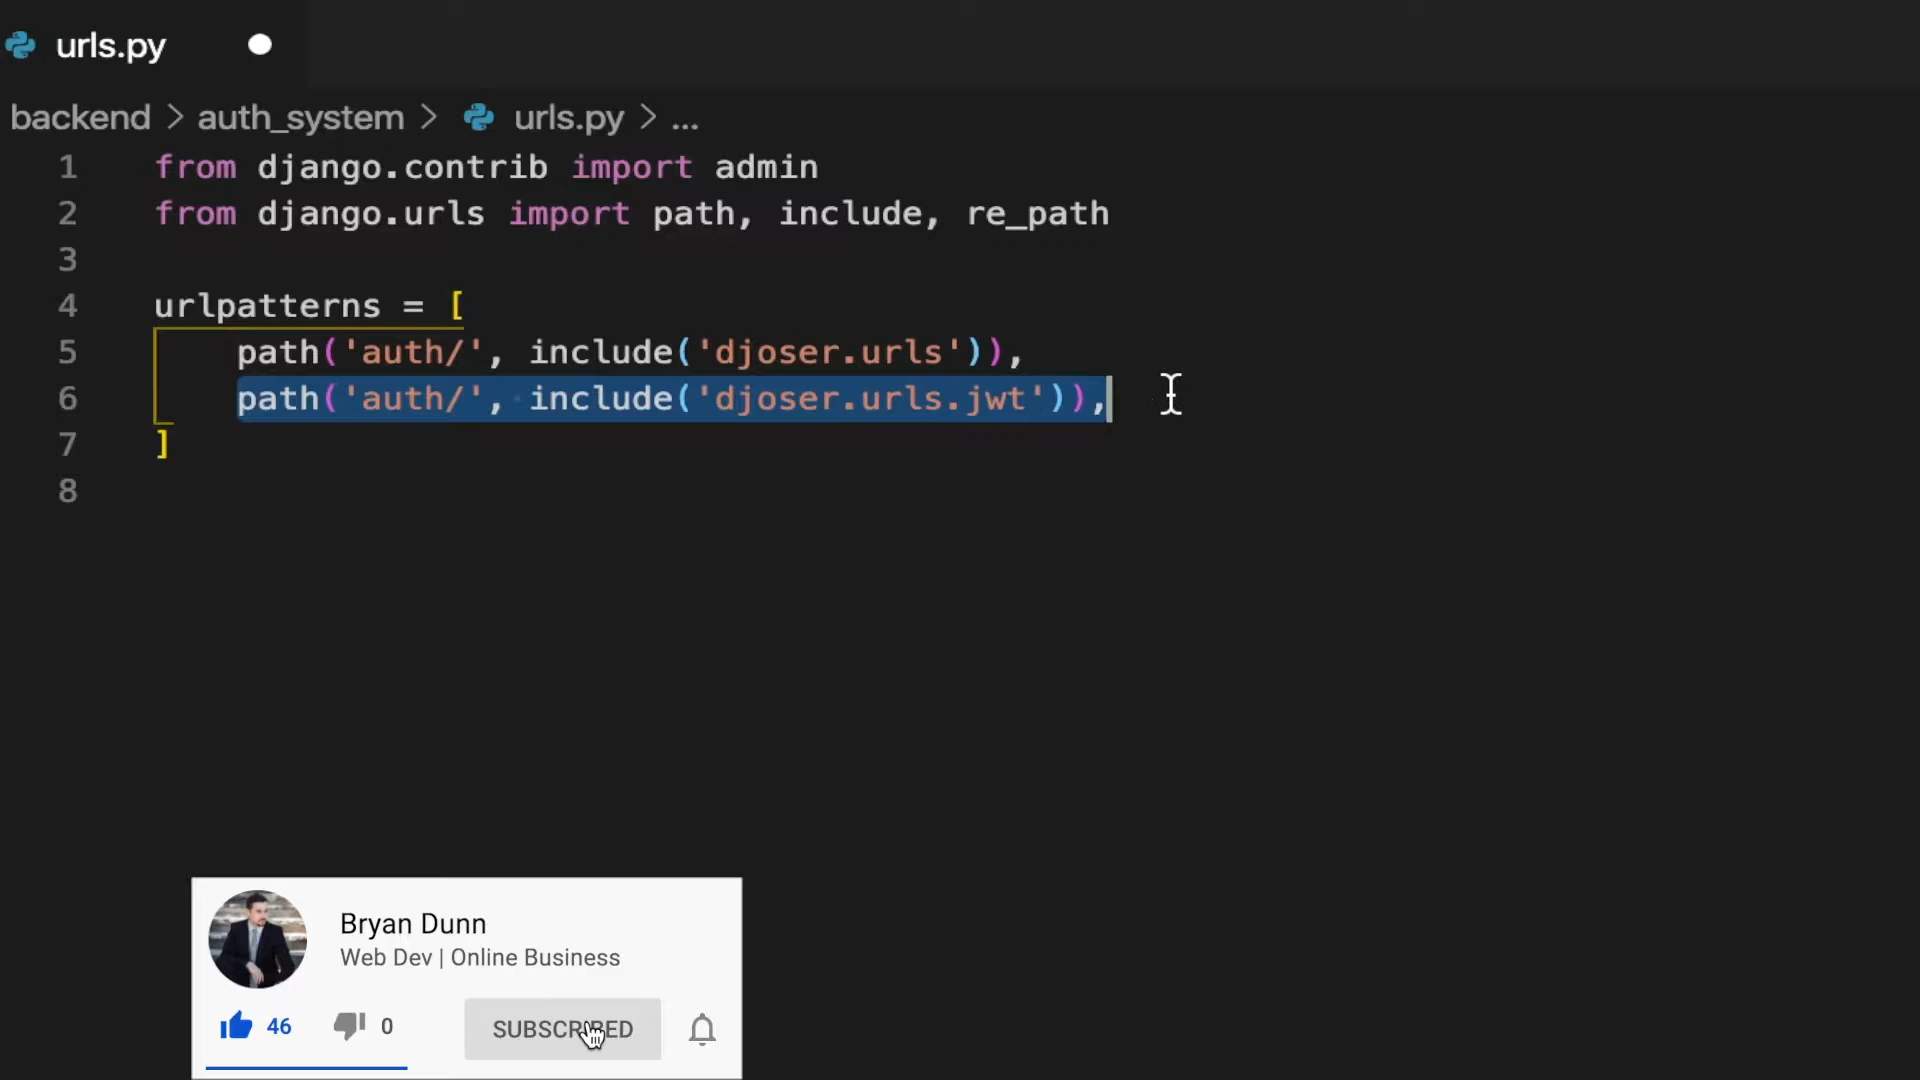 urls.py
backend > auth_system > urls.py > ...
1 from django.contrib import admin
2 from django.urls import path, include, re_path
3
4 urlpatterns = [
5     path('auth/', include('djoser.urls')),
6     path('auth/', include('djoser.urls.jwt')),
7 ]
8
Bryan Dunn
Web Dev | Online Business
46 0 SUBSCRIBED